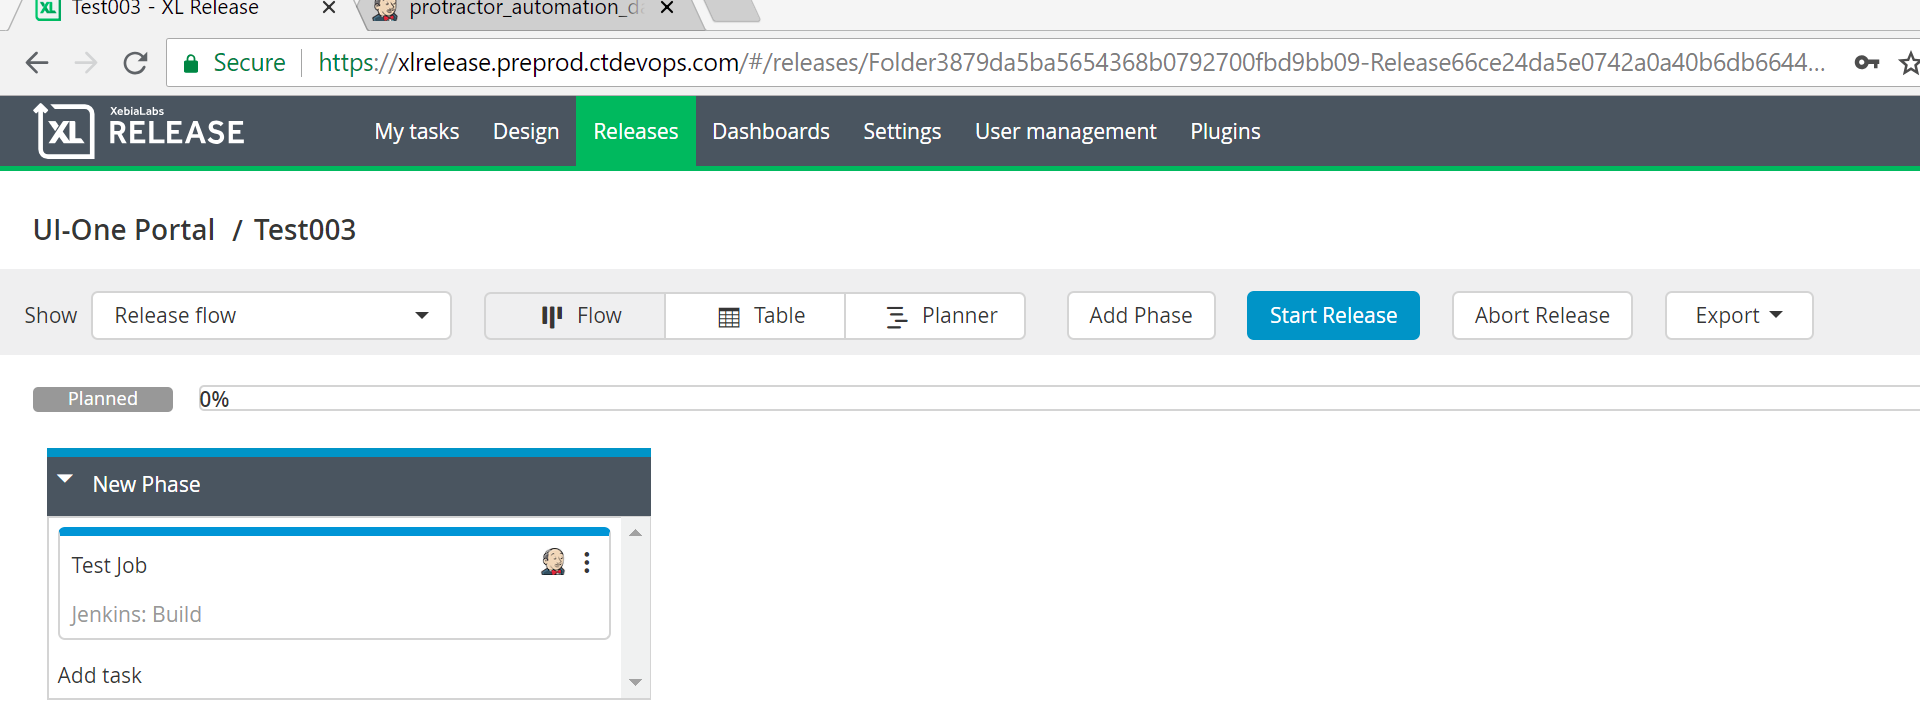 Test003 - XL Release
protractor_automation_d
Secure https://xlrelease.preprod.ctdevops.com/#/releases/Folder3879da5ba5654368b0792700fbd9bb09-Release66ce24da5e0742a0a40b6db6644...
XL XebiaLabs RELEASE
My tasks Design Releases Dashboards Settings User management Plugins
UI-One Portal / Test003
Show Release flow Flow Table Planner Add Phase Start Release Abort Release Export
Planned 0%
New Phase
Test Job
Jenkins: Build
Add task